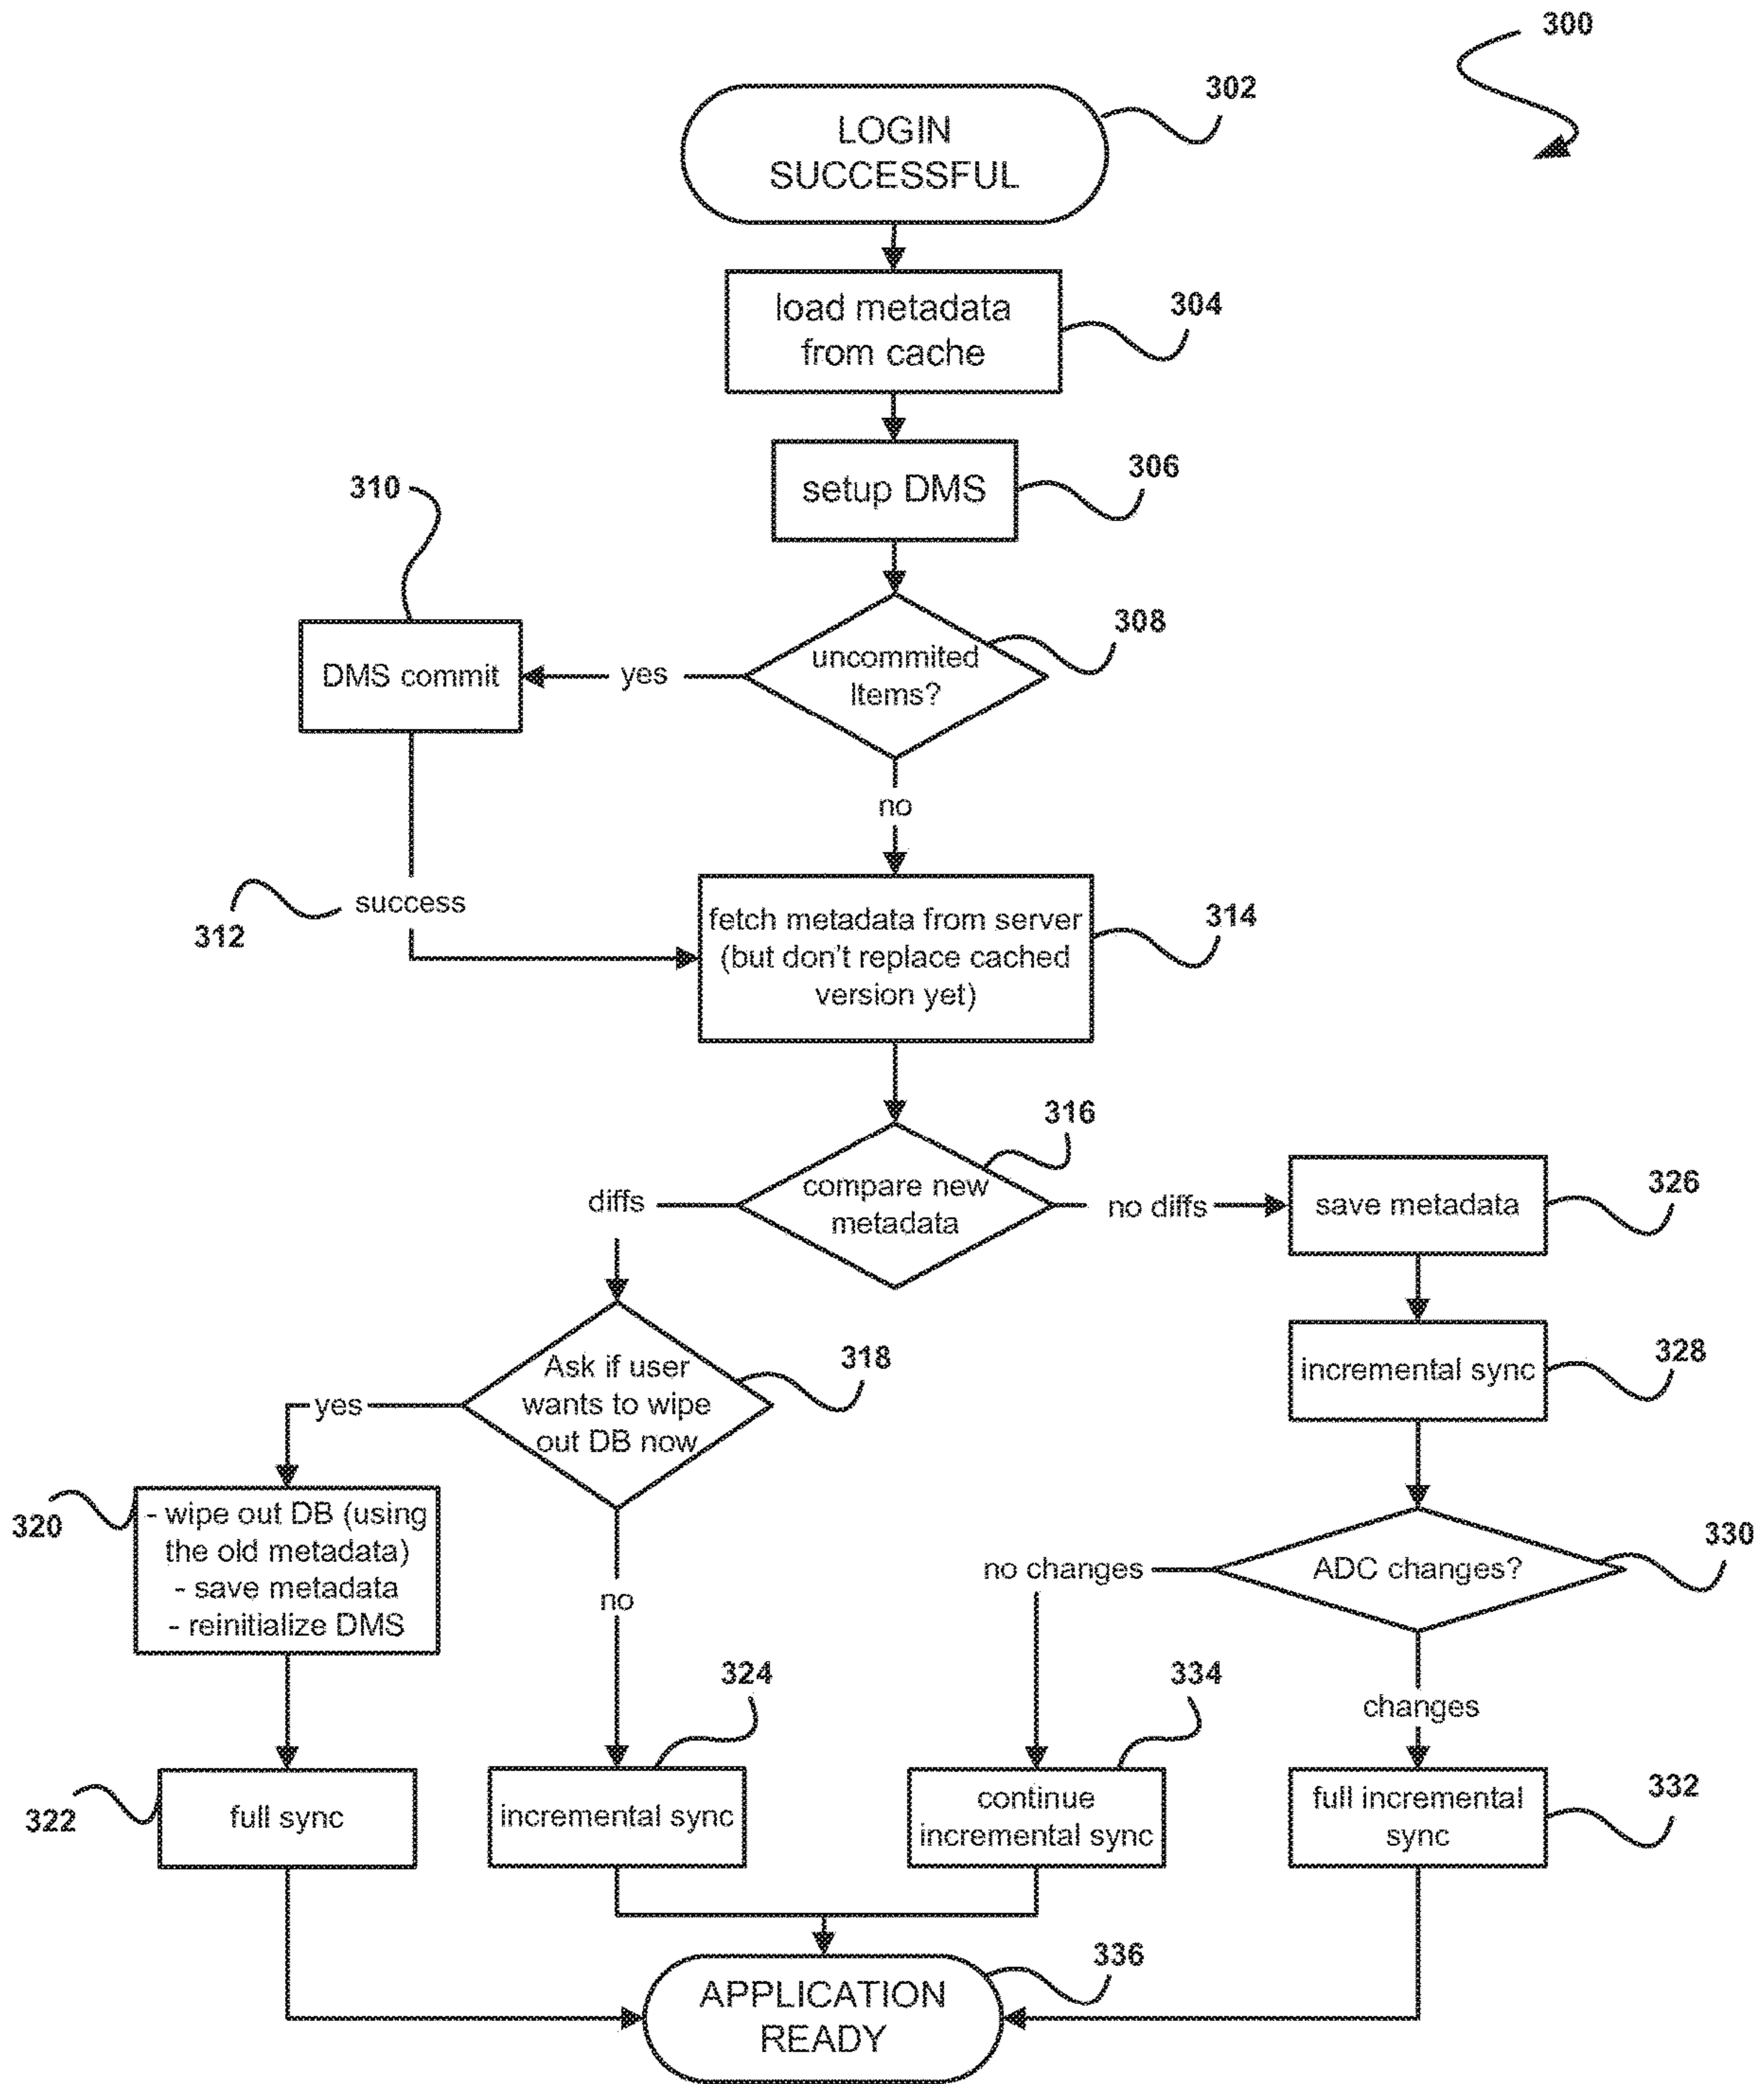 300
302
LOGIN
SUCCESSFUL
load metadata
from cache
304
setup DMS
306
310
308
uncommited
Items?
yes
DMS commit
no
success
312
fetch metadata from server
(but don't replace cached
version yet)
314
316
compare new
metadata
diffs
no diffs
save metadata
326
Ask if user
wants to wipe
out DB now
318
incremental sync
328
yes
320
- wipe out DB (using
the old metadata)
- save metadata
- reinitialize DMS
no
no changes
ADC changes?
330
324
334
changes
322
full sync
incremental sync
continue
incremental sync
full incremental
sync
332
336
APPLICATION
READY